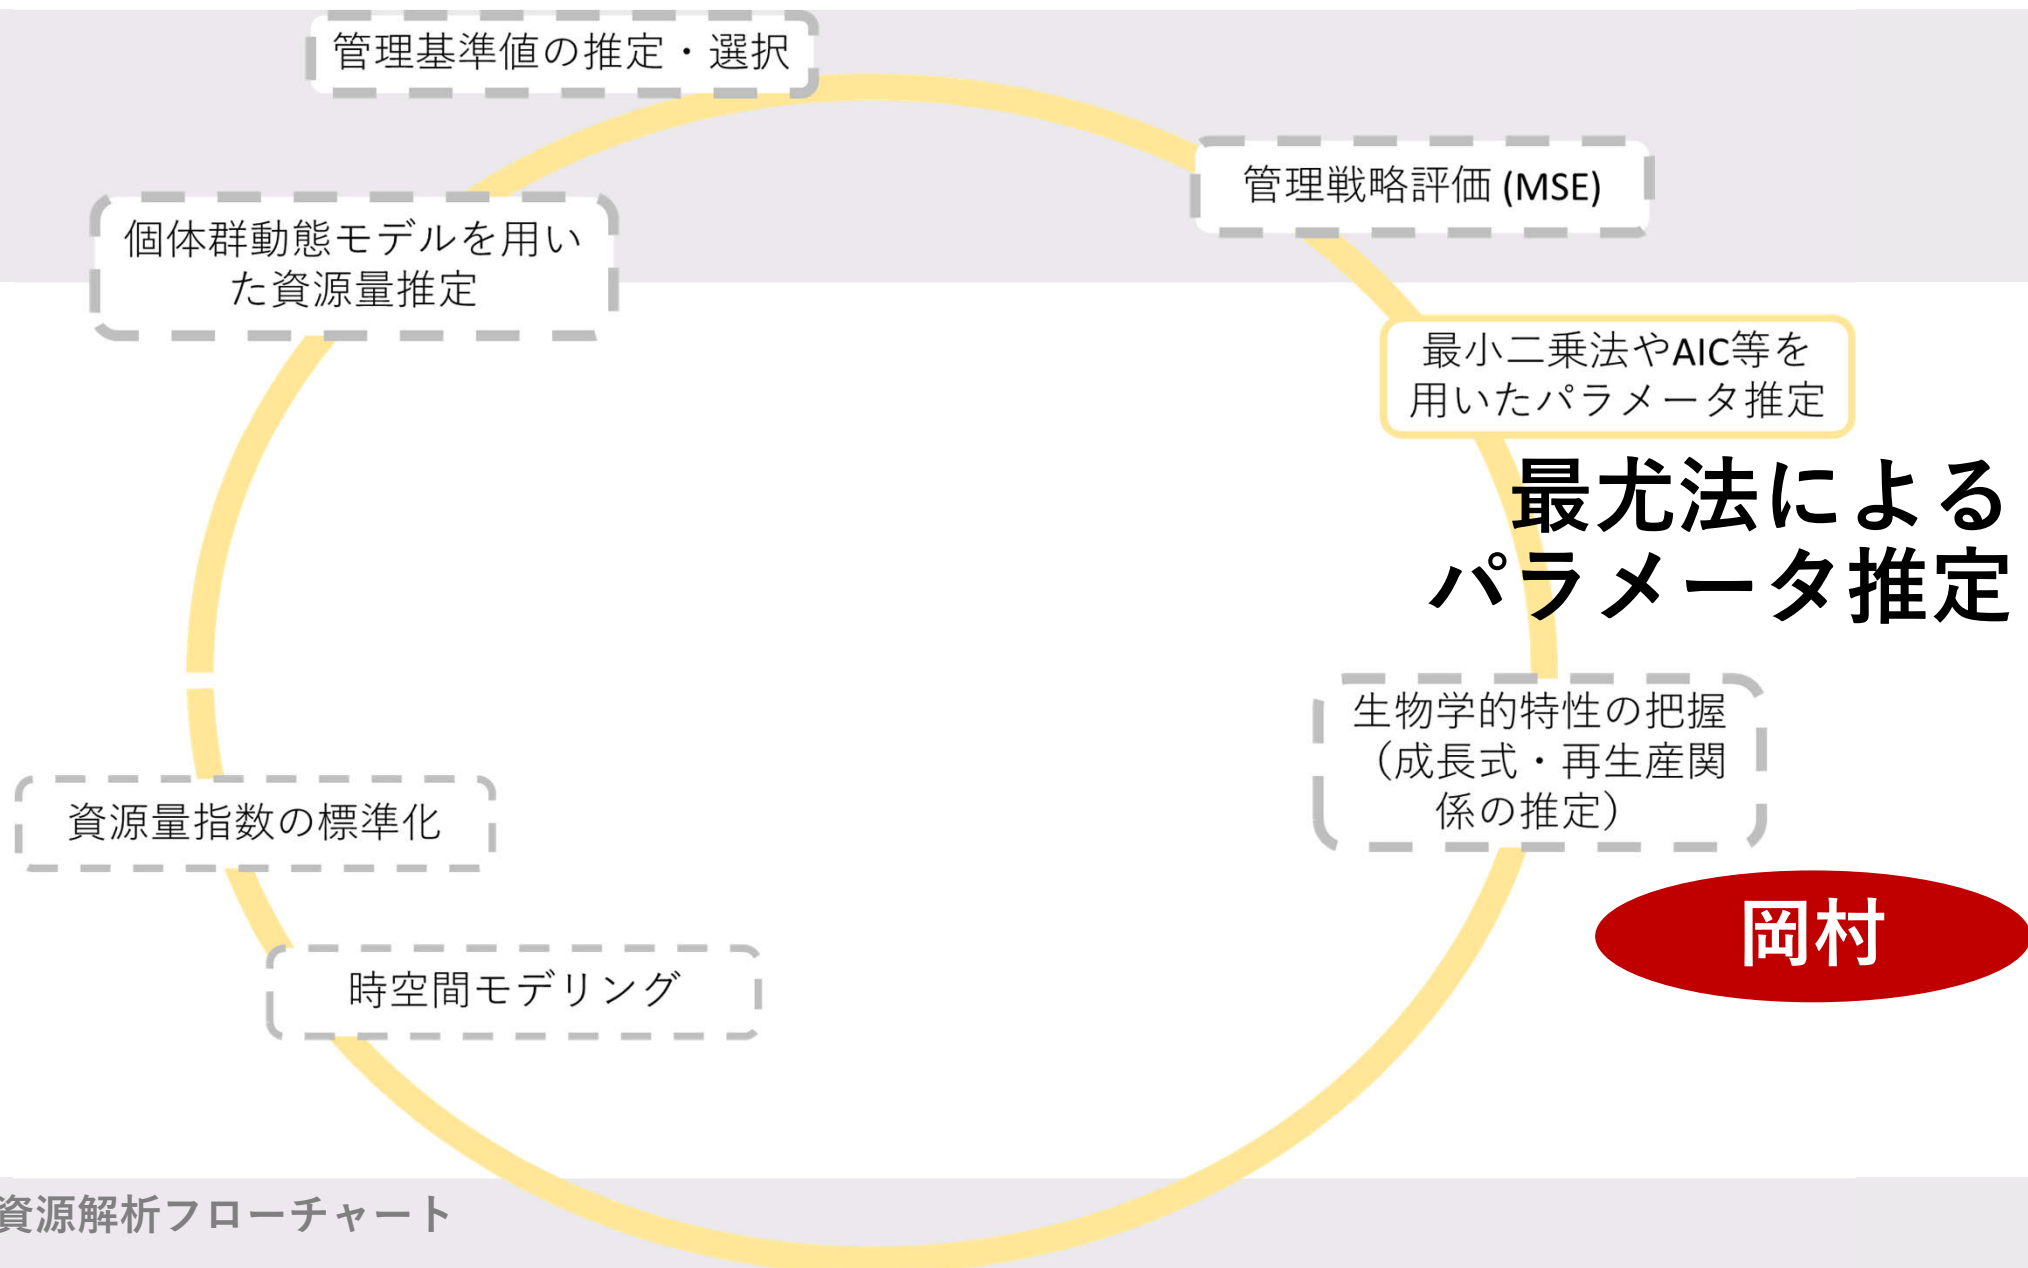 管理基準値の推定・選択
管理戦略評価 (MSE)
個体群動態モデルを用い
た資源量推定
最小二乗法やAIC等を
用いたパラメータ推定
最尤法による
パラメータ推定
生物学的特性の把握
（成長式・再生産関
係の推定）
資源量指数の標準化
岡村
時空間モデリング
資源解析フローチャート